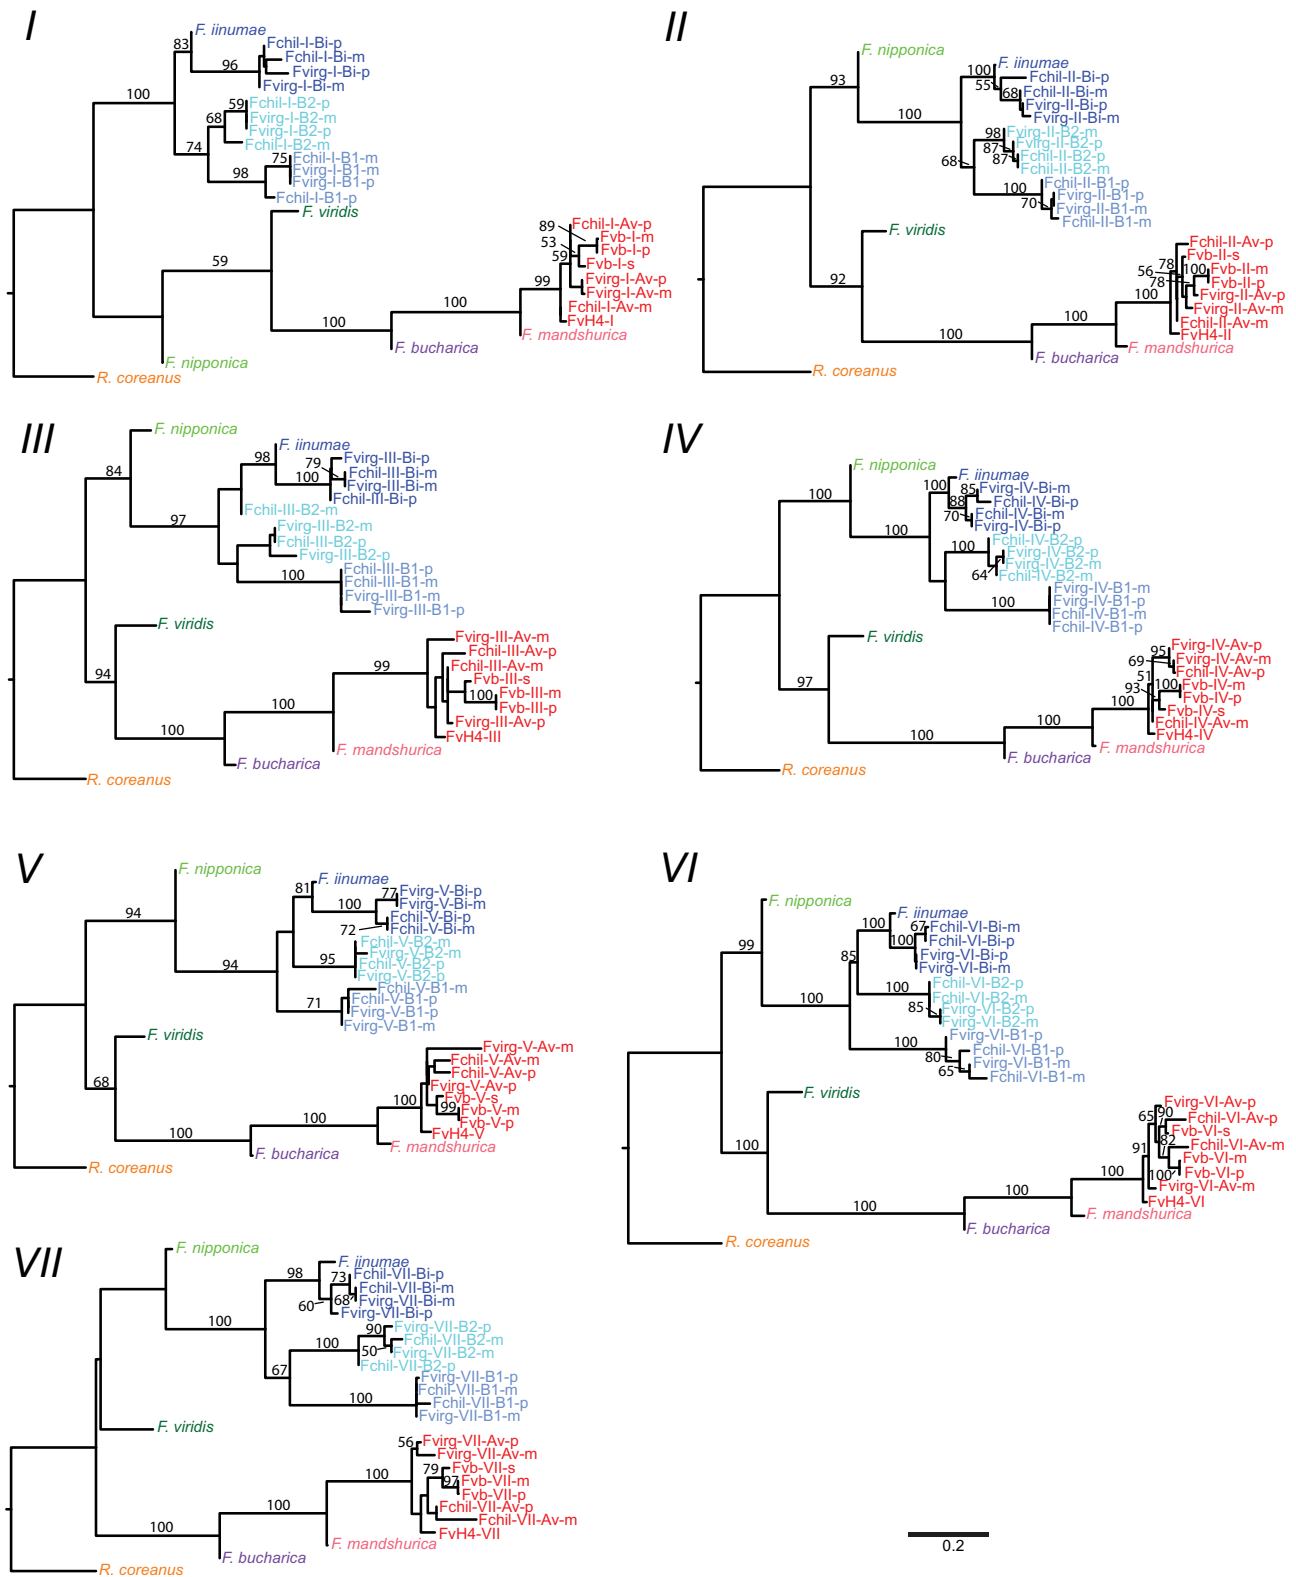 I
F. iinumae
83
Fchil-I-Bi-p
Fchil-I-Bi-m
96
Fvirg-I-Bi-p
Fvirg-I-Bi-m
100
59
Fchil-I-B2-p
68
Fvirg-I-B2-m
Fvirg-I-B2-p
Fchil-I-B2-m
74
75
Fchil-I-B1-m
Fvirg-I-B1-m
98
Fvirg-I-B1-p
Fchil-I-B1-p
F. viridis
89
Fchil-I-Av-p
Fvb-I-m
53
Fvb-I-p
59
Fvb-I-s
59
99
Fvirg-I-Av-p
Fvirg-I-Av-m
100
Fchil-I-Av-m
FvH4-I
100
F. mandshurica
F. bucharica
F. nipponica
R. coreanus
II
F. nipponica
93
F. iinumae
100
Fchil-II-Bi-p
55
68
Fchil-II-Bi-m
Fvirg-II-Bi-p
Fvirg-II-Bi-m
100
98
Fvirg-II-B2-m
87
Fvirg-II-B2-p
87
Fchil-II-B2-p
68
Fchil-II-B2-m
100
Fchil-II-B1-p
70
Fvirg-II-B1-p
Fvirg-II-B1-m
Fchil-II-B1-m
F. viridis
92
Fchil-II-Av-p
Fvb-II-s
78
56
100
Fvb-II-m
78
Fvb-II-p
Fvirg-II-Av-p
100
Fvirg-II-Av-m
Fchil-II-Av-m
100
FvH4-II
100
F. mandshurica
F. bucharica
R. coreanus
III
F. nipponica
84
F. iinumae
98
79
Fvirg-III-Bi-p
Fchil-III-Bi-m
100
Fvirg-III-Bi-m
Fchil-III-Bi-p
97
Fchil-III-B2-m
Fvirg-III-B2-m
Fchil-III-B2-p
Fvirg-III-B2-p
100
Fchil-III-B1-p
Fchil-III-B1-m
Fvirg-III-B1-m
Fvirg-III-B1-p
F. viridis
94
Fvirg-III-Av-m
Fchil-III-Av-p
99
Fchil-III-Av-m
Fvb-III-s
100
Fvb-III-m
Fvb-III-p
100
Fvirg-III-Av-p
FvH4-III
100
F. mandshurica
F. bucharica
R. coreanus
IV
F. nipponica
100
F. iinumae
100
85
Fvirg-IV-Bi-m
88
Fchil-IV-Bi-p
70
Fchil-IV-Bi-m
Fvirg-IV-Bi-p
100
100
Fchil-IV-B2-p
Fvirg-IV-B2-p
Fvirg-IV-B2-m
64
Fchil-IV-B2-m
100
Fvirg-IV-B1-m
Fvirg-IV-B1-p
Fchil-IV-B1-m
Fchil-IV-B1-p
F. viridis
97
95
Fvirg-IV-Av-p
69
Fvirg-IV-Av-m
Fchil-IV-Av-p
51
93
100
Fvb-IV-m
Fvb-IV-p
100
Fvb-IV-s
Fchil-IV-Av-m
100
FvH4-IV
100
F. mandshurica
F. bucharica
R. coreanus
V
F. nipponica
94
F. iinumae
81
77
Fvirg-V-Bi-p
100
Fvirg-V-Bi-m
Fchil-V-Bi-p
72
Fchil-V-Bi-m
94
Fchil-V-B2-m
95
Fvirg-V-B2-m
Fchil-V-B2-p
Fvirg-V-B2-p
71
Fchil-V-B1-m
Fchil-V-B1-p
Fvirg-V-B1-p
Fvirg-V-B1-m
F. viridis
68
Fvirg-V-Av-m
Fchil-V-Av-m
Fchil-V-Av-p
Fvirg-V-Av-p
100
Fvb-V-s
99
Fvb-V-m
Fvb-V-p
100
FvH4-V
100
F. mandshurica
F. bucharica
R. coreanus
VI
F. nipponica
99
F. iinumae
100
67
Fchil-VI-Bi-m
100
Fchil-VI-Bi-p
85
Fvirg-VI-Bi-p
Fvirg-VI-Bi-m
100
100
Fchil-VI-B2-p
Fchil-VI-B2-m
85
Fvirg-VI-B2-p
Fvirg-VI-B2-m
100
Fvirg-VI-B1-p
80
Fchil-VI-B1-p
65
Fvirg-VI-B1-m
Fchil-VI-B1-m
F. viridis
100
Fvirg-VI-Av-p
65
90
Fchil-VI-Av-p
Fvb-VI-s
91
82
Fchil-VI-Av-m
Fvb-VI-m
100
Fvb-VI-p
100
Fvirg-VI-Av-m
100
FvH4-VI
100
F. mandshurica
F. bucharica
R. coreanus
VII
F. nipponica
F. iinumae
98
73
Fchil-VII-Bi-p
Fchil-VII-Bi-m
60
68
Fvirg-VII-Bi-m
Fvirg-VII-Bi-p
100
90
Fvirg-VII-B2-p
100
Fchil-VII-B2-m
50
Fvirg-VII-B2-m
Fchil-VII-B2-p
67
100
Fvirg-VII-B1-p
Fchil-VII-B1-m
Fchil-VII-B1-p
Fvirg-VII-B1-m
F. viridis
56
Fvirg-VII-Av-p
Fvirg-VII-Av-m
100
79
Fvb-VII-s
97
Fvb-VII-m
Fvb-VII-p
100
Fchil-VII-Av-p
Fchil-VII-Av-m
100
FvH4-VII
F. mandshurica
F. bucharica
R. coreanus
0.2